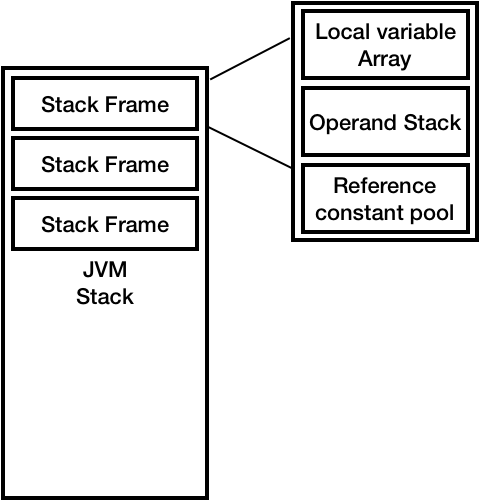 Stack Frame
Stack Frame
Stack Frame
JVM
Stack
Local variable
Array
Operand Stack
Reference
constant pool